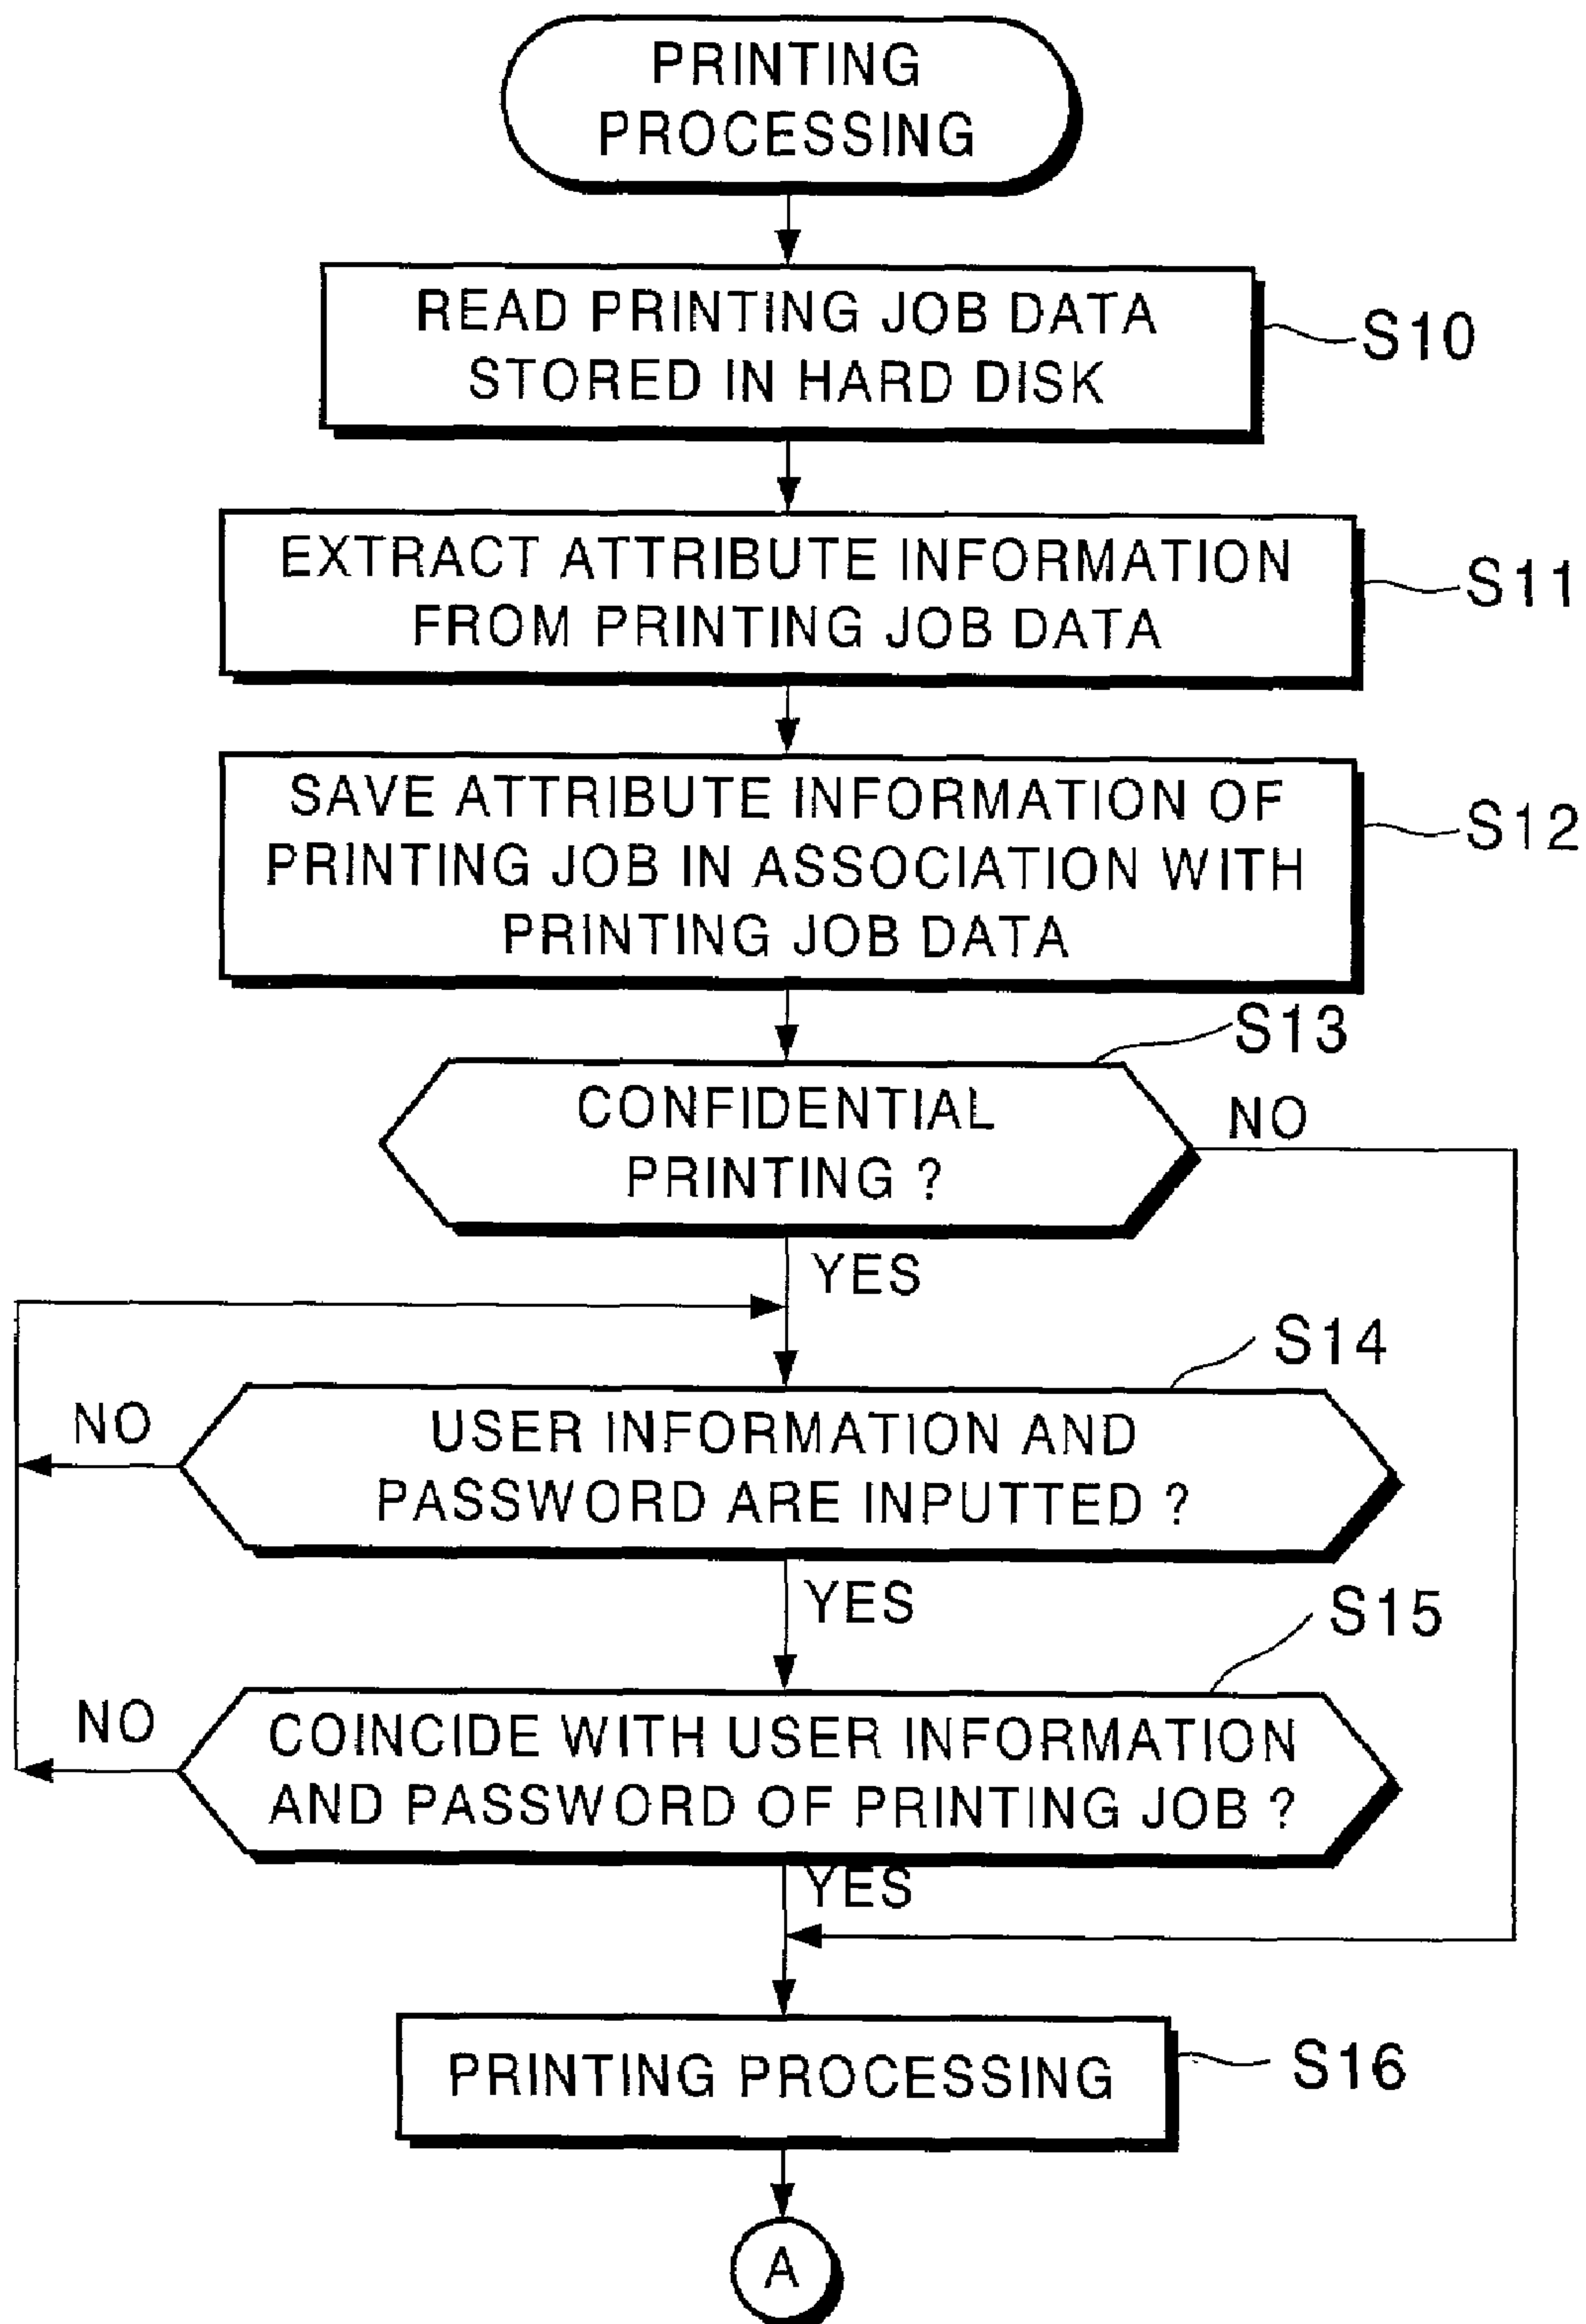 PRINTING
PROCESSING
READ PRINTING JOB DATA
STORED IN HARD DISK
S10
EXTRACT ATTRIBUTE INFORMATION
FROM PRINTING JOB DATA
S11
SAVE ATTRIBUTE INFORMATION OF
PRINTING JOB IN ASSOCIATION WITH
PRINTING JOB DATA
S12
S13
CONFIDENTIAL
PRINTING ?
NO
YES
S14
NO
USER INFORMATION AND
PASSWORD ARE INPUTTED ?
YES
S15
NO
COINCIDE WITH USER INFORMATION
AND PASSWORD OF PRINTING JOB ?
YES
PRINTING PROCESSING
S16
A